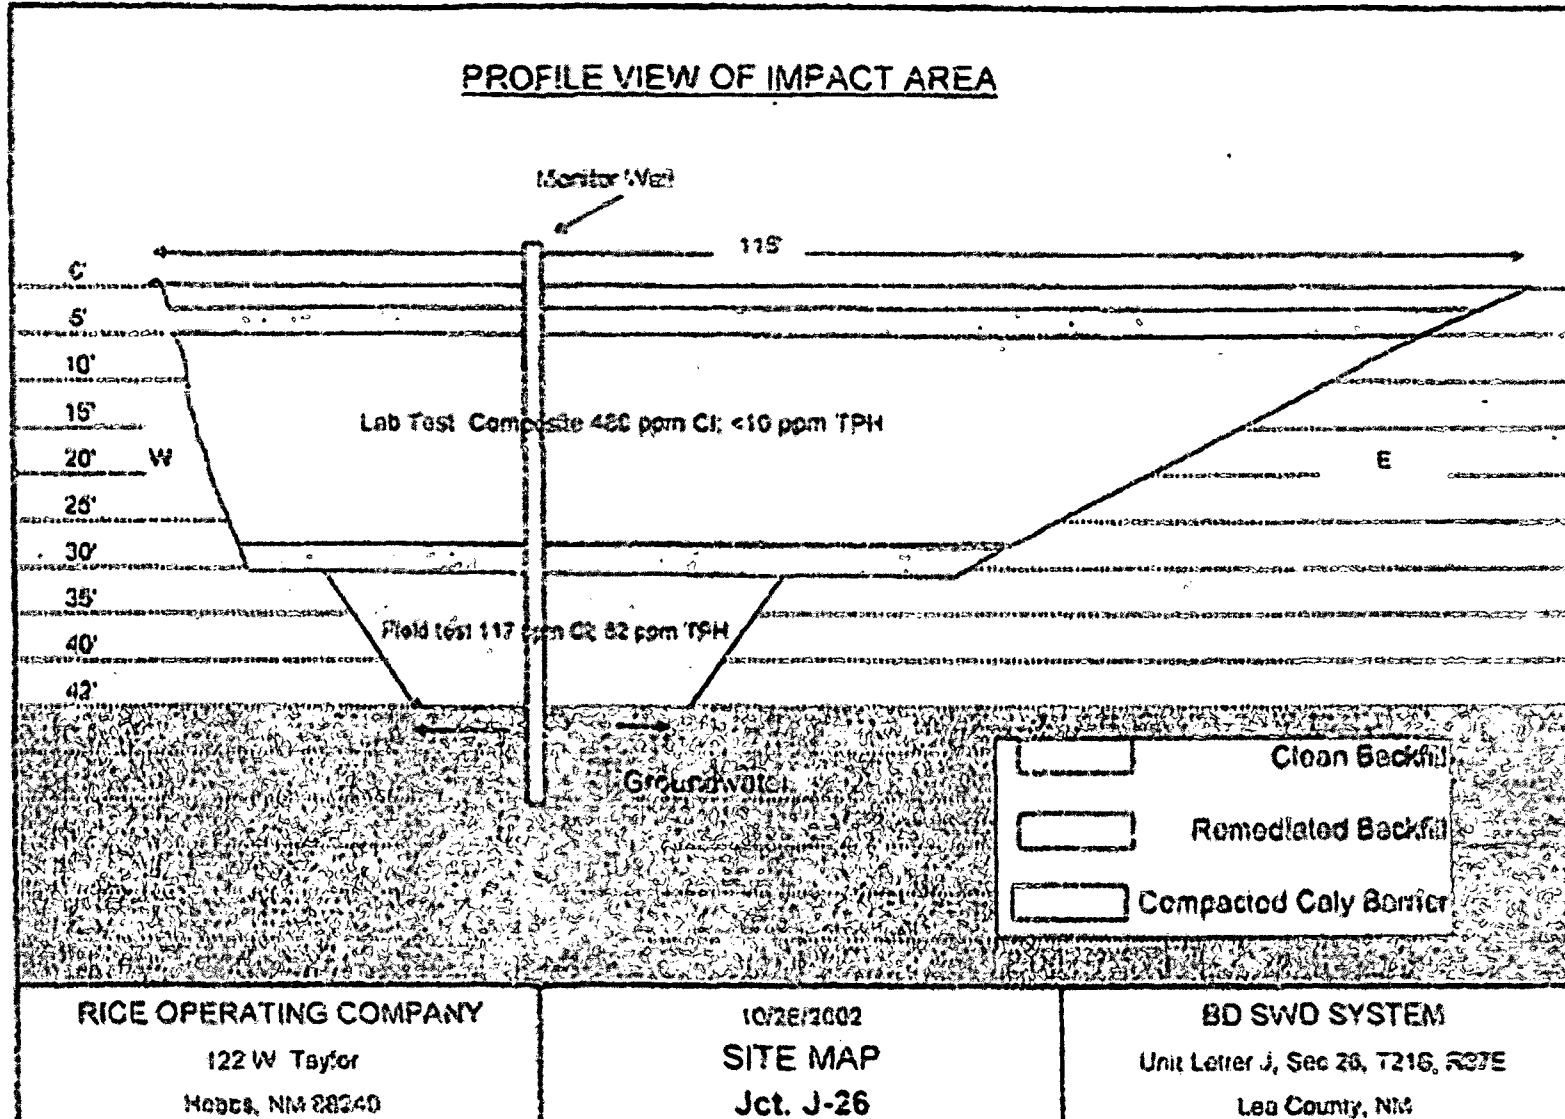 PROFILE VIEW OF IMPACT AREA
Monitor Well
115'
0'
5'
10'
15'
20'
25'
30'
35'
40'
42'
W
E
Lab Test Composite ppm Cl; <10 ppm TPH
Field test 117 ppm Cl; 82 ppm TPH
Groundwater
Clean Backfill
Remediated Backfill
Compacted Caly Barrier
RICE OPERATING COMPANY
122 W Taylor
Hobbs, NM 88240
10/28/2002
SITE MAP
Jct. J-26
BD SWD SYSTEM
Unit Letter J, Sec 26, T21S, R37E
Lea County, NM